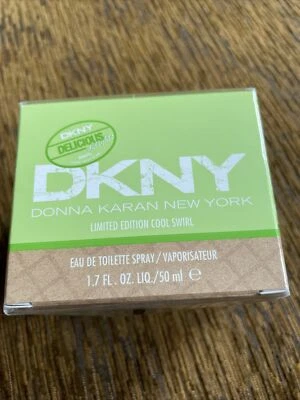 DKNY
DELICIOUS
DKNY
DONNA KARAN NEW YORK
LIMITED EDITION COOL SWIRL
EAU DE TOILETTE SPRAY / VAPORISATEUR
1.7 FL . OZ. LIQ./50 ml ℮